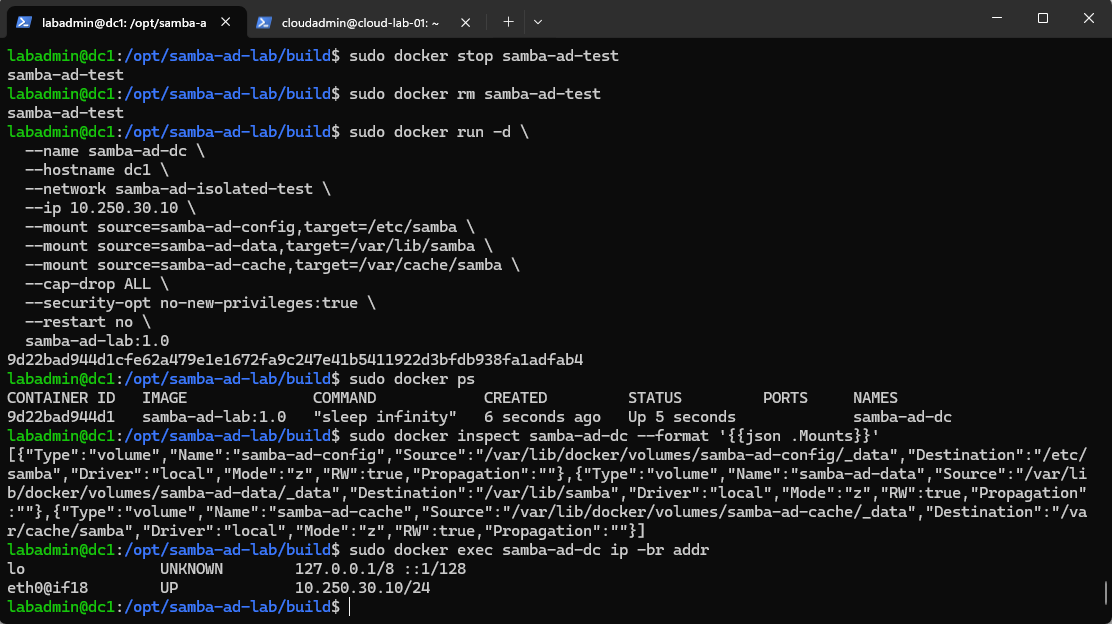 labadmin@dc1: /opt/samba-a
cloudadmin@cloud-lab-01: ~
labadmin@dc1:/opt/samba-ad-lab/build$ sudo docker stop samba-ad-test
samba-ad-test
labadmin@dc1:/opt/samba-ad-lab/build$ sudo docker rm samba-ad-test
samba-ad-test
labadmin@dc1:/opt/samba-ad-lab/build$ sudo docker run -d \
  --name samba-ad-dc \
  --hostname dc1 \
  --network samba-ad-isolated-test \
  --ip 10.250.30.10 \
  --mount source=samba-ad-config,target=/etc/samba \
  --mount source=samba-ad-data,target=/var/lib/samba \
  --mount source=samba-ad-cache,target=/var/cache/samba \
  --cap-drop ALL \
  --security-opt no-new-privileges:true \
  --restart no \
  samba-ad-lab:1.0
9d22bad944d1cfe62a479e1e1672fa9c247e41b5411922d3bfdb938fa1adfab4
labadmin@dc1:/opt/samba-ad-lab/build$ sudo docker ps
CONTAINER ID   IMAGE              COMMAND            CREATED         STATUS         PORTS     NAMES
9d22bad944d1   samba-ad-lab:1.0   "sleep infinity"   6 seconds ago   Up 5 seconds             samba-ad-dc
labadmin@dc1:/opt/samba-ad-lab/build$ sudo docker inspect samba-ad-dc --format '{{json .Mounts}}'
[{"Type":"volume","Name":"samba-ad-config","Source":"/var/lib/docker/volumes/samba-ad-config/_data","Destination":"/etc/
samba","Driver":"local","Mode":"z","RW":true,"Propagation":""},{"Type":"volume","Name":"samba-ad-data","Source":"/var/li
b/docker/volumes/samba-ad-data/_data","Destination":"/var/lib/samba","Driver":"local","Mode":"z","RW":true,"Propagation"
:""},{"Type":"volume","Name":"samba-ad-cache","Source":"/var/lib/docker/volumes/samba-ad-cache/_data","Destination":"/va
r/cache/samba","Driver":"local","Mode":"z","RW":true,"Propagation":""}]
labadmin@dc1:/opt/samba-ad-lab/build$ sudo docker exec samba-ad-dc ip -br addr
lo               UNKNOWN        127.0.0.1/8 ::1/128
eth0@if18        UP             10.250.30.10/24
labadmin@dc1:/opt/samba-ad-lab/build$